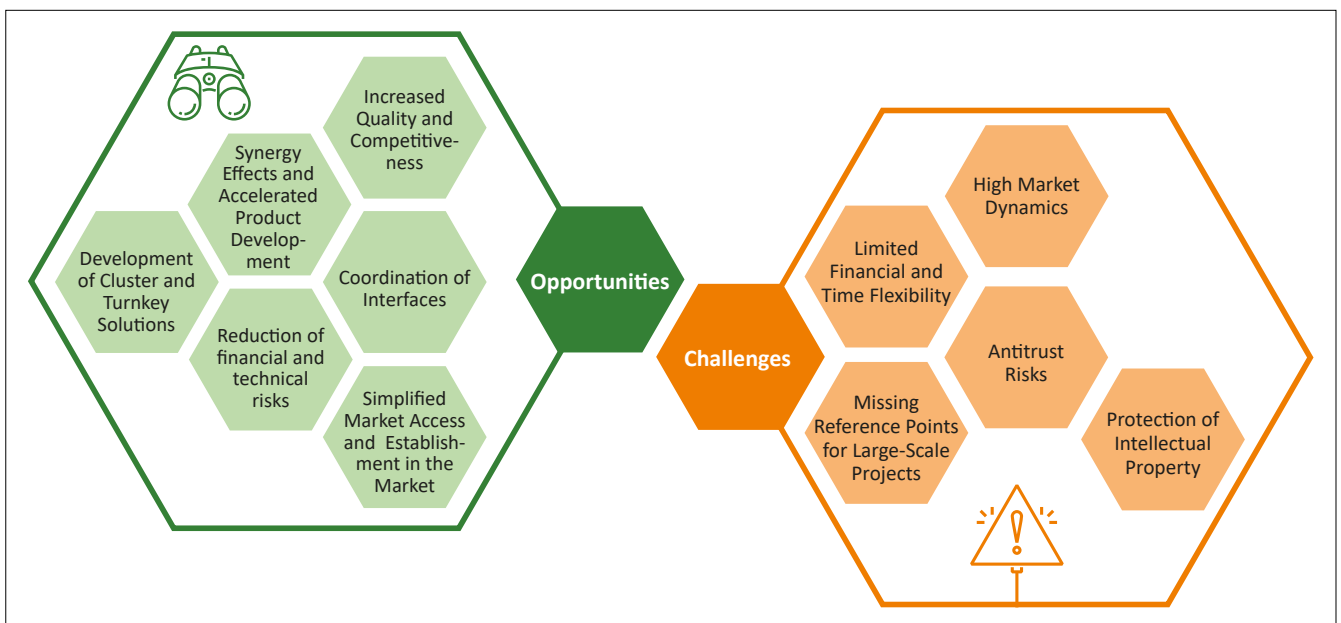 Increased
Quality and
Competitive-
ness
Synergy
Effects and
Accelerated
Product
Develop-
ment
Development
of Cluster and
Turnkey
Solutions
Coordination of
Interfaces
Reduction of
financial and
technical
risks
Simplified
Market Access
and Establish-
ment in the
Market
Opportunities
Challenges
High Market
Dynamics
Limited
Financial and
Time Flexibility
Antitrust
Risks
Missing
Reference Points
for Large-Scale
Projects
Protection of
Intellectual
Property